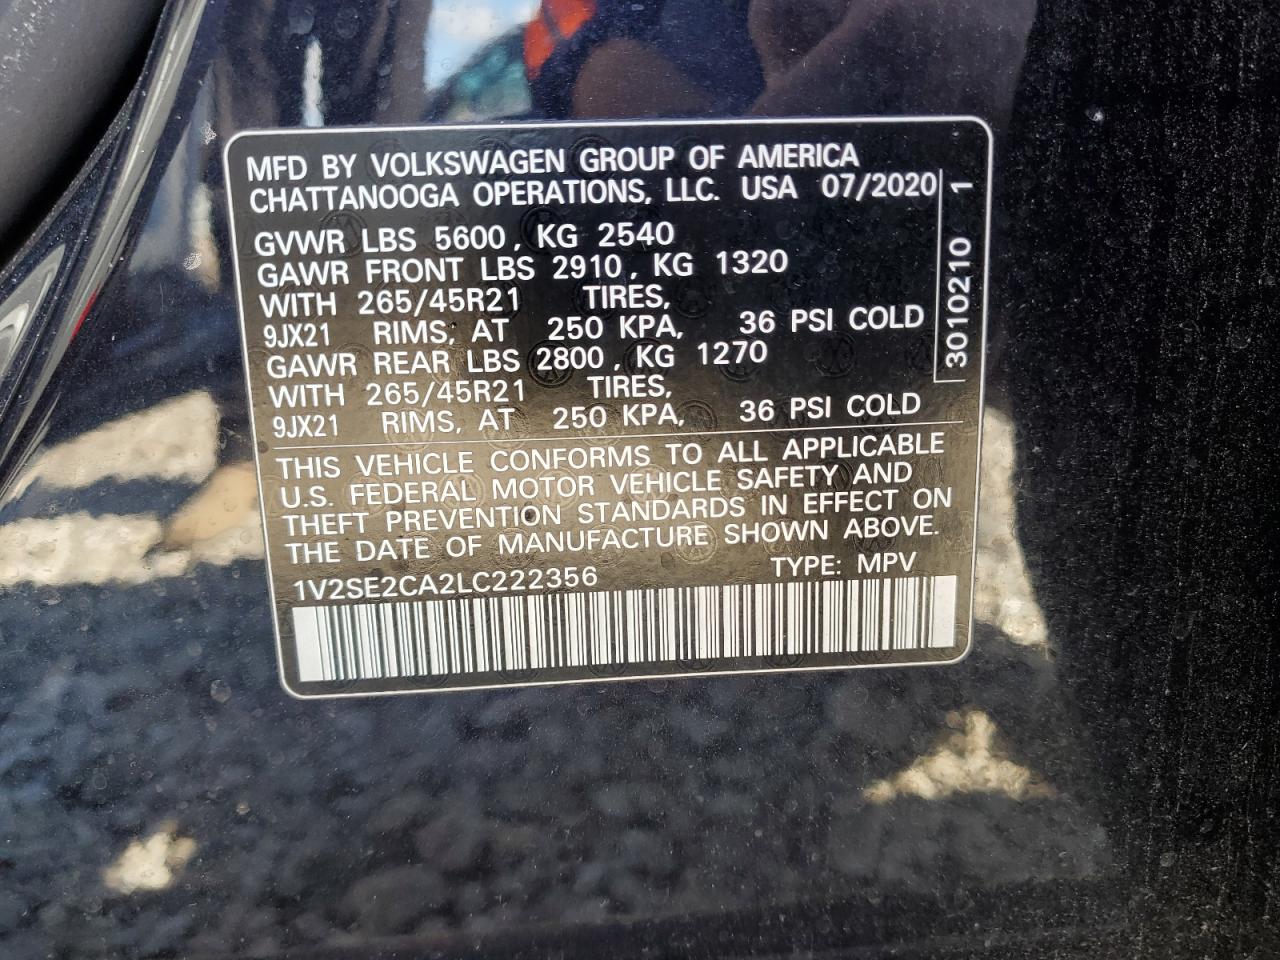 MFD BY VOLKSWAGEN GROUP OF AMERICA
CHATTANOOGA OPERATIONS, LLC. USA 07/2020
GVWR LBS 5600, KG 2540
GAWR FRONT LBS 2910, KG 1320
WITH 265/45R21 TIRES,
9JX21 RIMS, AT 250 KPA, 36 PSI COLD
GAWR REAR LBS 2800, KG 1270
WITH 265/45R21 TIRES,
9JX21 RIMS, AT 250 KPA, 36 PSI COLD
3010210 1
THIS VEHICLE CONFORMS TO ALL APPLICABLE
U.S. FEDERAL MOTOR VEHICLE SAFETY AND
THEFT PREVENTION STANDARDS IN EFFECT ON
THE DATE OF MANUFACTURE SHOWN ABOVE.
1V2SE2CA2LC222356 TYPE: MPV